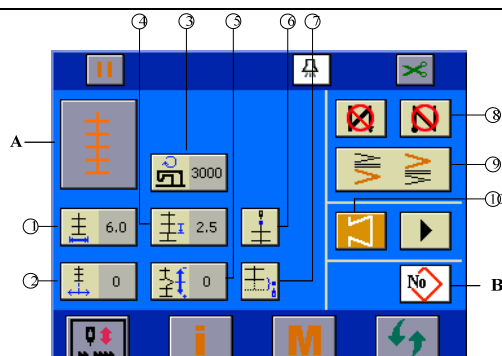 ④ ③ ⑤ ⑥ ⑦
A
3000
⑧
⑨
① 6.0 2.5
⑩
② 0 0
No B
i M